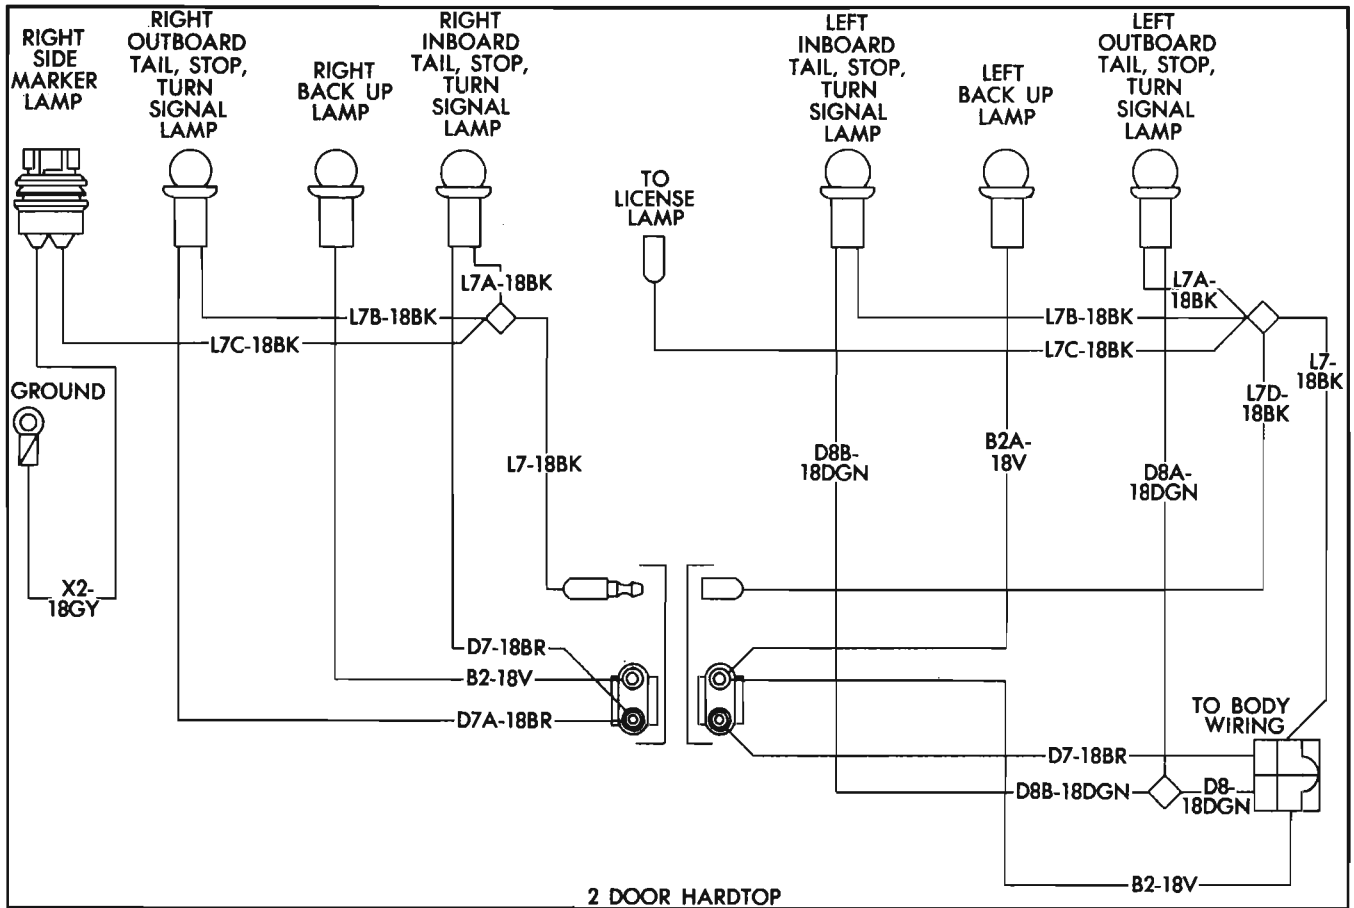 RIGHT
SIDE
MARKER
LAMP
RIGHT
OUTBOARD
TAIL, STOP,
TURN
SIGNAL
LAMP
RIGHT
BACK UP
LAMP
RIGHT
INBOARD
TAIL, STOP,
TURN
SIGNAL
LAMP
TO
LICENSE
LAMP
LEFT
INBOARD
TAIL, STOP,
TURN
SIGNAL
LAMP
LEFT
BACK UP
LAMP
LEFT
OUTBOARD
TAIL, STOP,
TURN
SIGNAL
LAMP
L7A-18BK
L7A-
18BK
L7B-18BK
L7B-18BK
L7C-18BK
L7C-18BK
GROUND
L7-
18BK
L7D-
18BK
L7-18BK
D8B-
18DGN
B2A-
18V
D8A-
18DGN
X2-
18GY
D7-18BR
B2-18V
D7A-18BR
TO BODY
WIRING
D7-18BR
D8B-18DGN
D8-
18DGN
B2-18V
2 DOOR HARDTOP